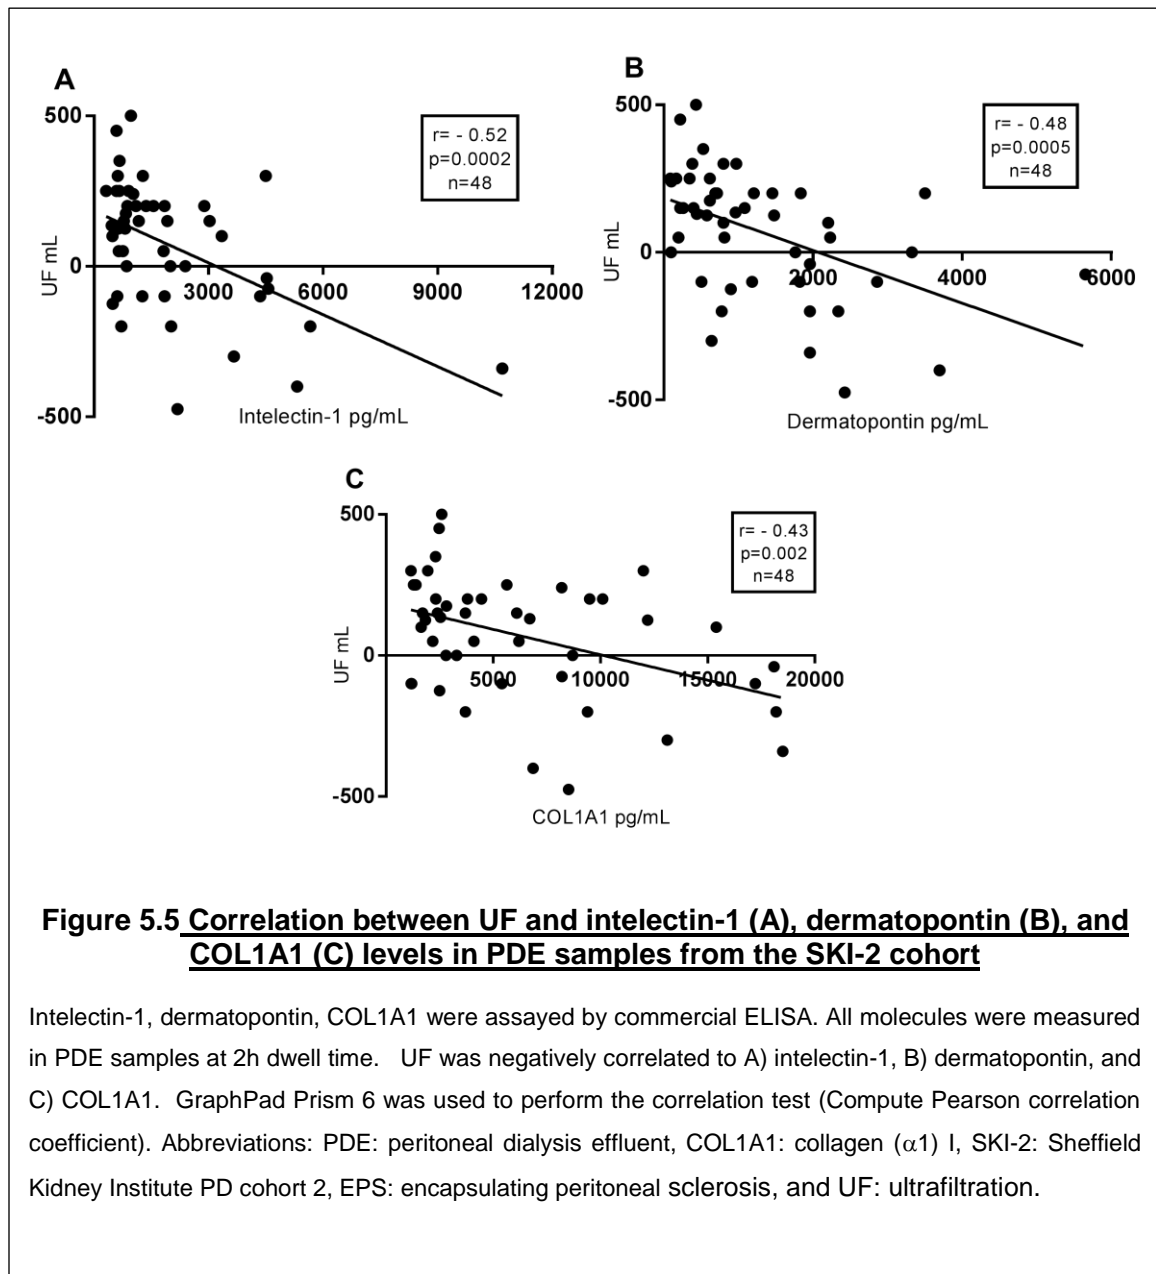 A
500
0
-500
UF mL
3000 6000 9000 12000
Intelectin-1 pg/mL
r= - 0.52
p=0.0002
n=48
B
500
0
-500
UF mL
2000 4000 6000
Dermatopontin pg/mL
r= - 0.48
p=0.0005
n=48
C
500
0
-500
UF mL
5000 10000 15000 20000
COL1A1 pg/mL
r= - 0.43
p=0.002
n=48
Figure 5.5 Correlation between UF and intelectin-1 (A), dermatopontin (B), and
COL1A1 (C) levels in PDE samples from the SKI-2 cohort
Intelectin-1, dermatopontin, COL1A1 were assayed by commercial ELISA. All molecules were measured
in PDE samples at 2h dwell time. UF was negatively correlated to A) intelectin-1, B) dermatopontin, and
C) COL1A1. GraphPad Prism 6 was used to perform the correlation test (Compute Pearson correlation
coefficient). Abbreviations: PDE: peritoneal dialysis effluent, COL1A1: collagen (α1) I, SKI-2: Sheffield
Kidney Institute PD cohort 2, EPS: encapsulating peritoneal sclerosis, and UF: ultrafiltration.